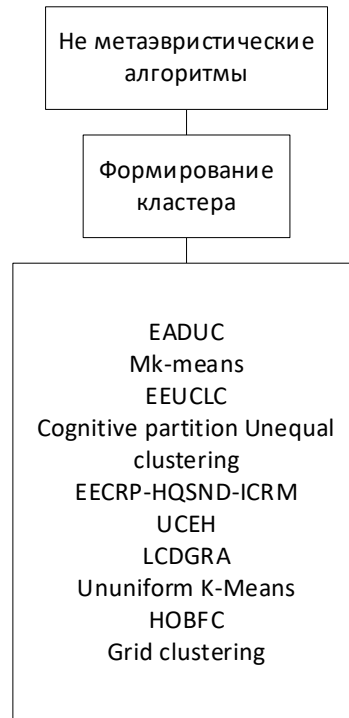 Не метаэвристические
алгоритмы
Формирование
кластера
EADUC
Mk-means
EEUCLC
Cognitive partition Unequal
clustering
EECRP-HQSND-ICRM
UCEH
LCDGRA
Ununiform K-Means
HOBFC
Grid clustering